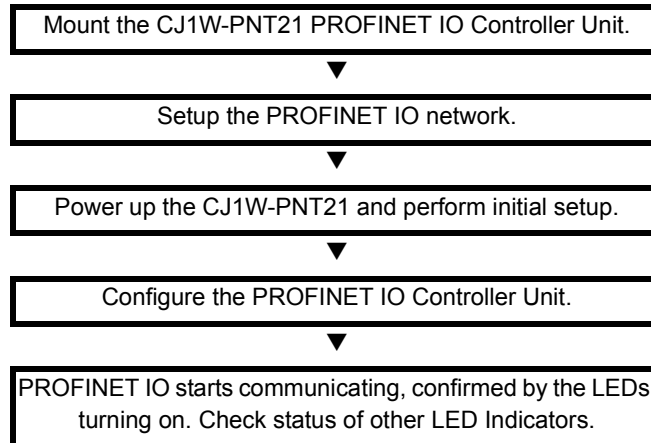 Mount the CJ1W-PNT21 PROFINET IO Controller Unit.
Setup the PROFINET IO network.
Power up the CJ1W-PNT21 and perform initial setup.
Configure the PROFINET IO Controller Unit.
PROFINET IO starts communicating, confirmed by the LEDs
turning on. Check status of other LED Indicators.